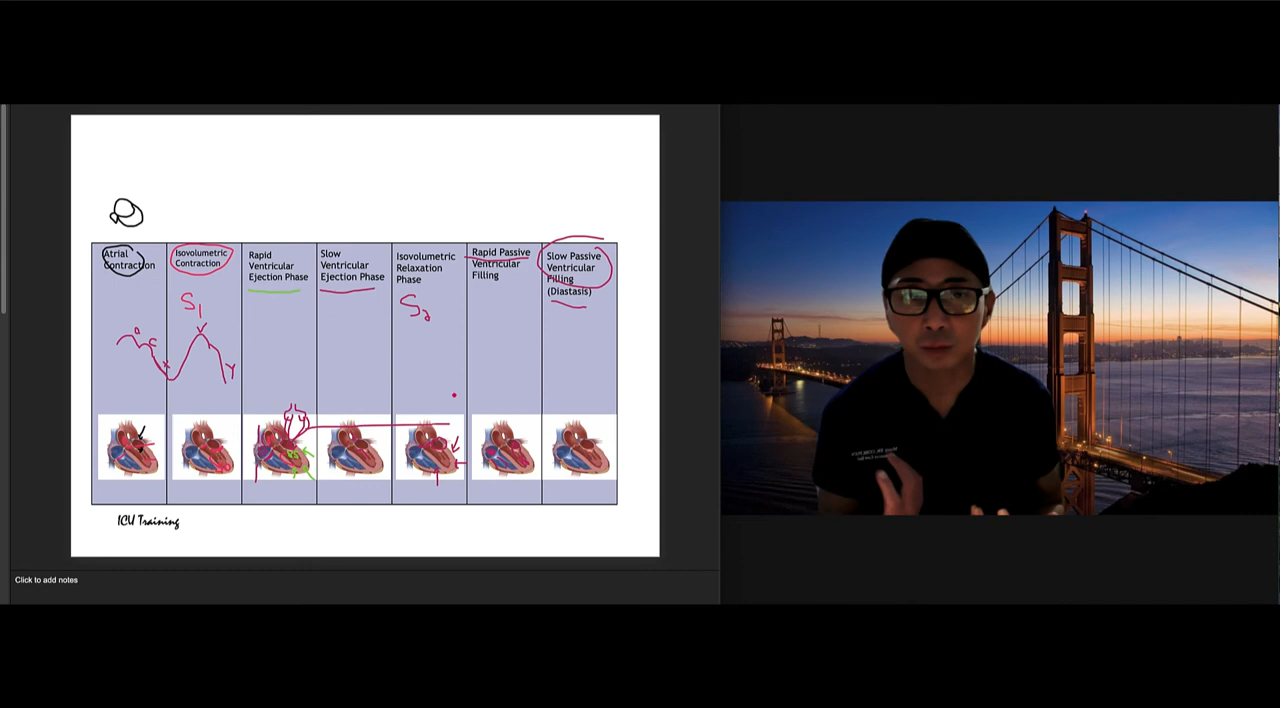 Atrial
Contraction
Isovolumetric
Contraction
Rapid
Ventricular
Ejection Phase
Slow
Ventricular
Ejection Phase
Isovolumetric
Relaxation
Phase
Rapid Passive
Ventricular
Filling
Slow Passive
Ventricular
Filling
(Diastasis)
S1
S2
a
c
x
v
y
ICU Training
Click to add notes